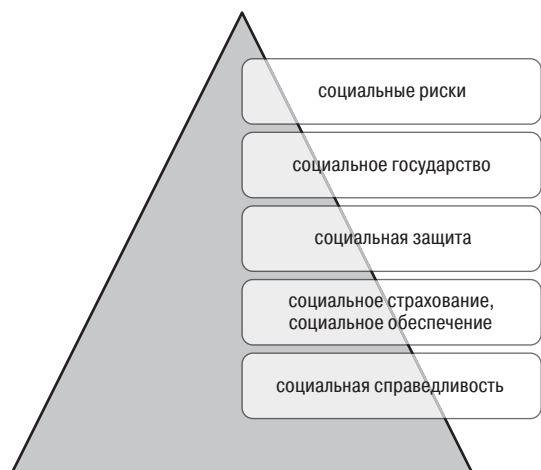 социальные риски
социальное государство
социальная защита
социальное страхование,
социальное обеспечение
социальная справедливость